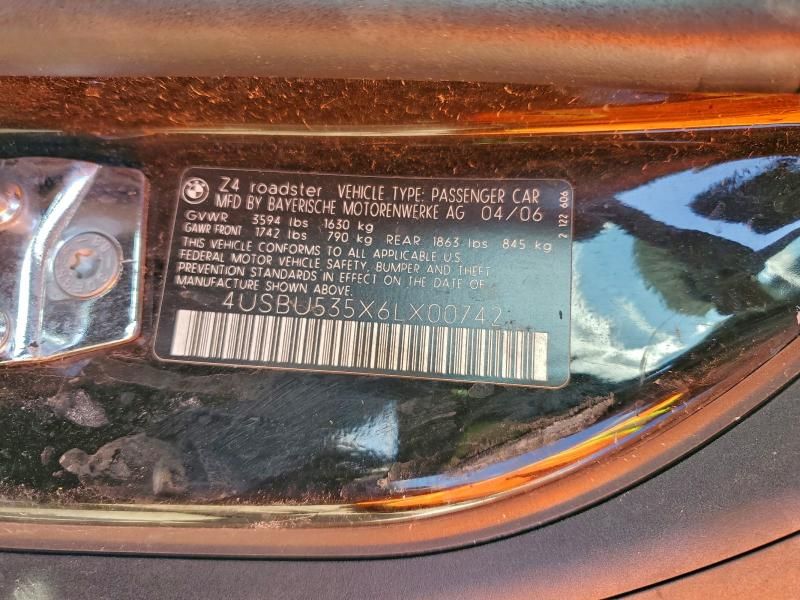 Z4 roadster VEHICLE TYPE: PASSENGER CAR
MFD BY BAYERISCHE MOTORENWERKE AG 04/06
GVWR 3594 lbs 1630 kg
GAWR FRONT 1742 lbs 790 kg REAR 1863 lbs 845 kg
THIS VEHICLE CONFORMS TO ALL APPLICABLE U.S.
FEDERAL MOTOR VEHICLE SAFETY, BUMPER AND THEFT
PREVENTION STANDARDS IN EFFECT ON THE DATE OF
MANUFACTURE SHOWN ABOVE.
4USBU535X6LX00742
2 122 606